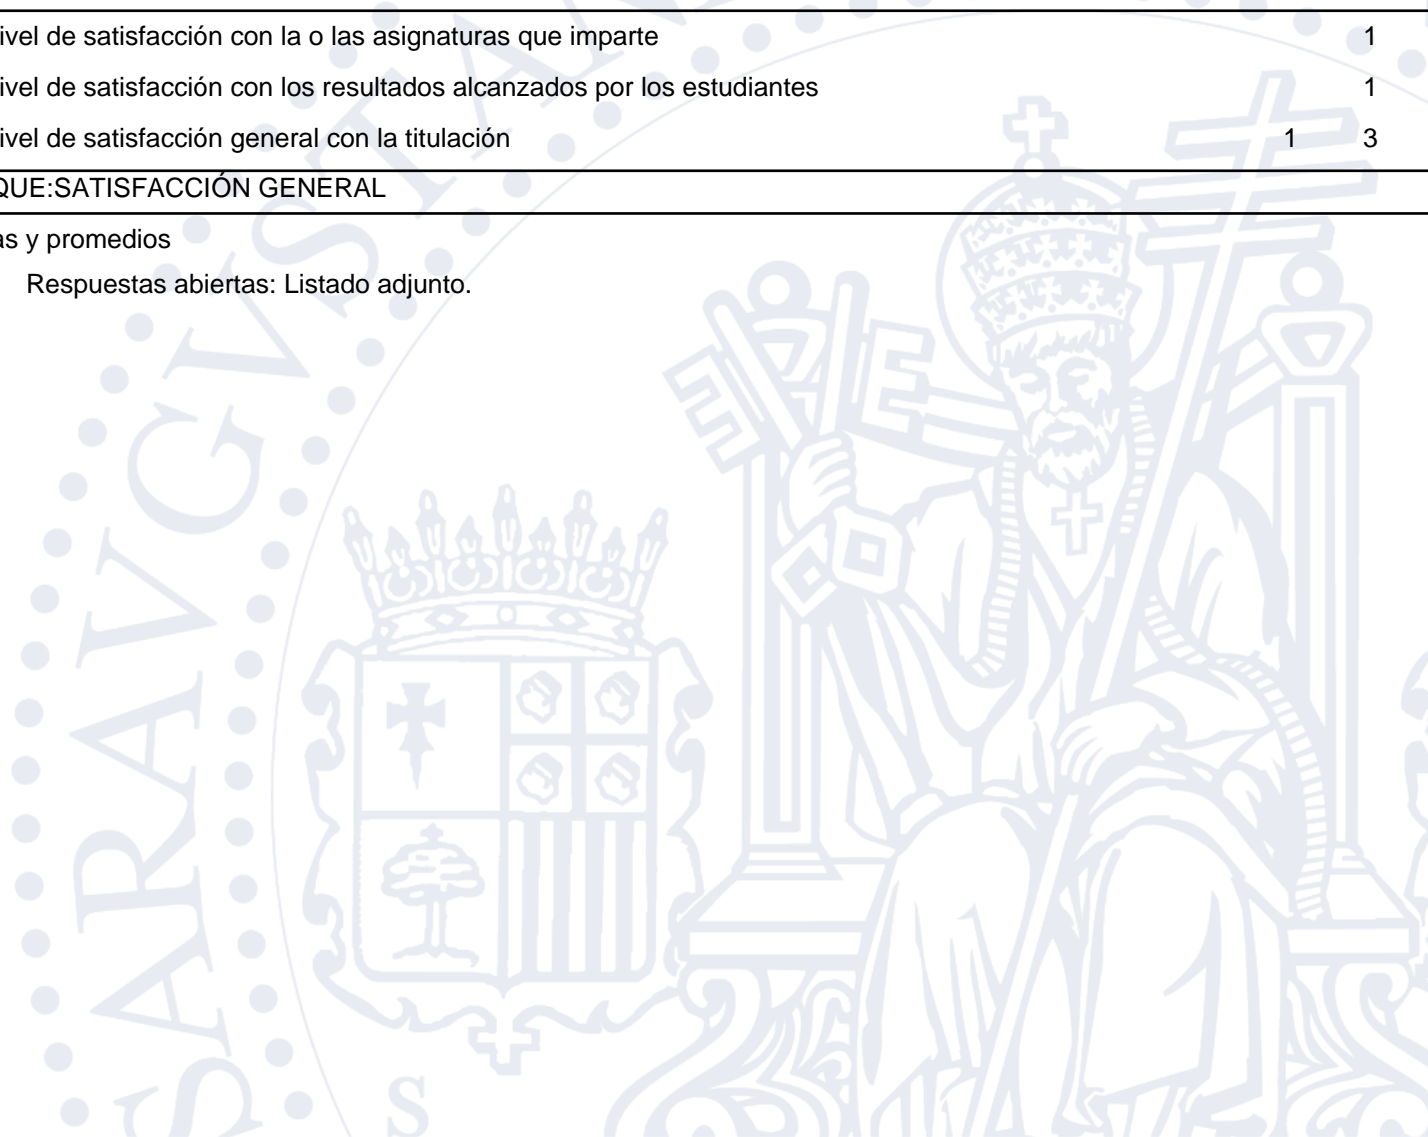 ivel de satisfacción con la o las asignaturas que imparte 1
ivel de satisfacción con los resultados alcanzados por los estudiantes 1
ivel de satisfacción general con la titulación 1 3
QUE:SATISFACCIÓN GENERAL
as y promedios
Respuestas abiertas: Listado adjunto.
SARAVGVSTAN
S